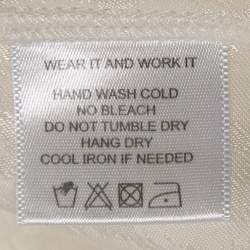 WEAR IT AND WORK IT
HAND WASH COLD
NO BLEACH
DO NOT TUMBLE DRY
HANG DRY
COOL IRON IF NEEDED